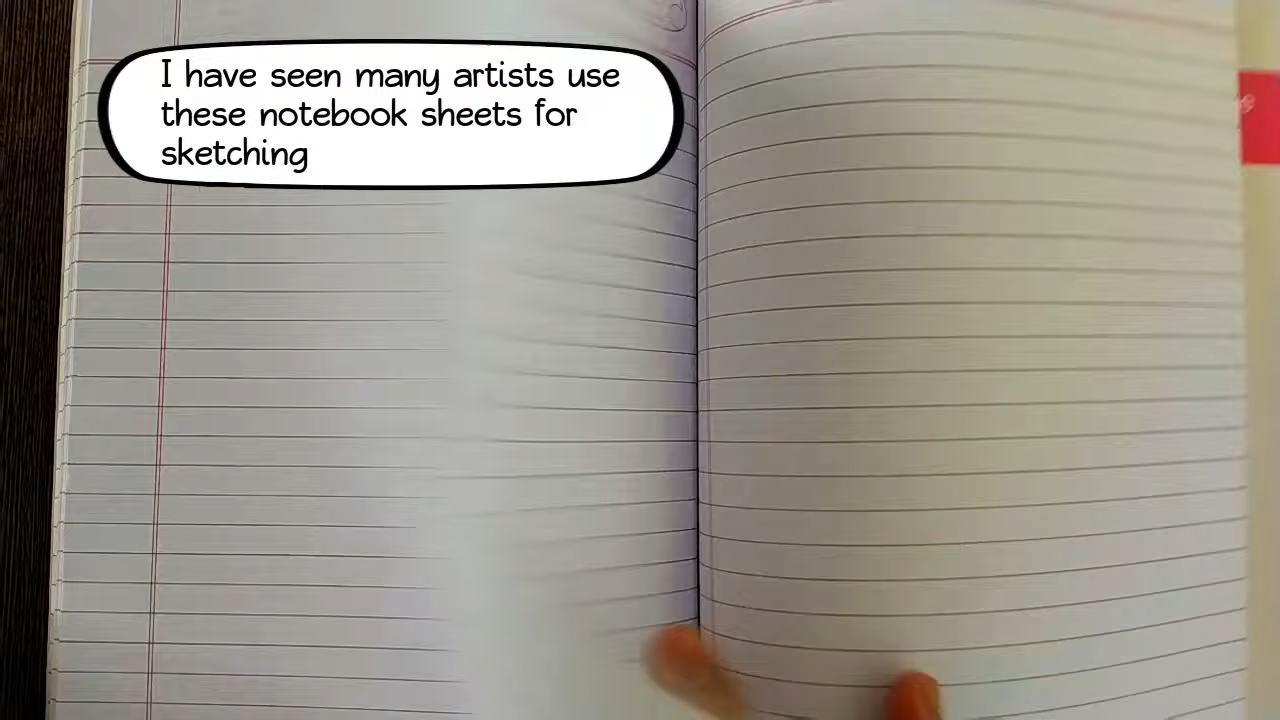 I have seen many artists use
these notebook sheets for
sketching